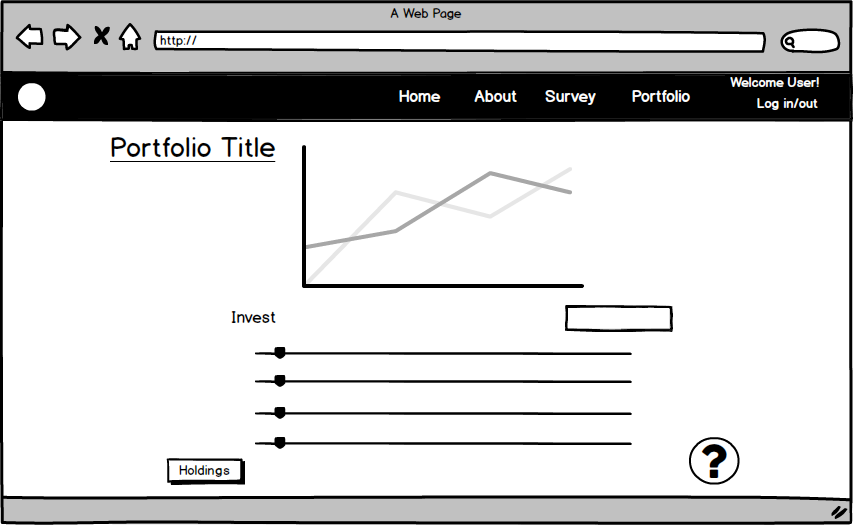 A Web Page
http://
Home About Survey Portfolio
Welcome User!
Log in/out
Portfolio Title
Invest
Holdings
?